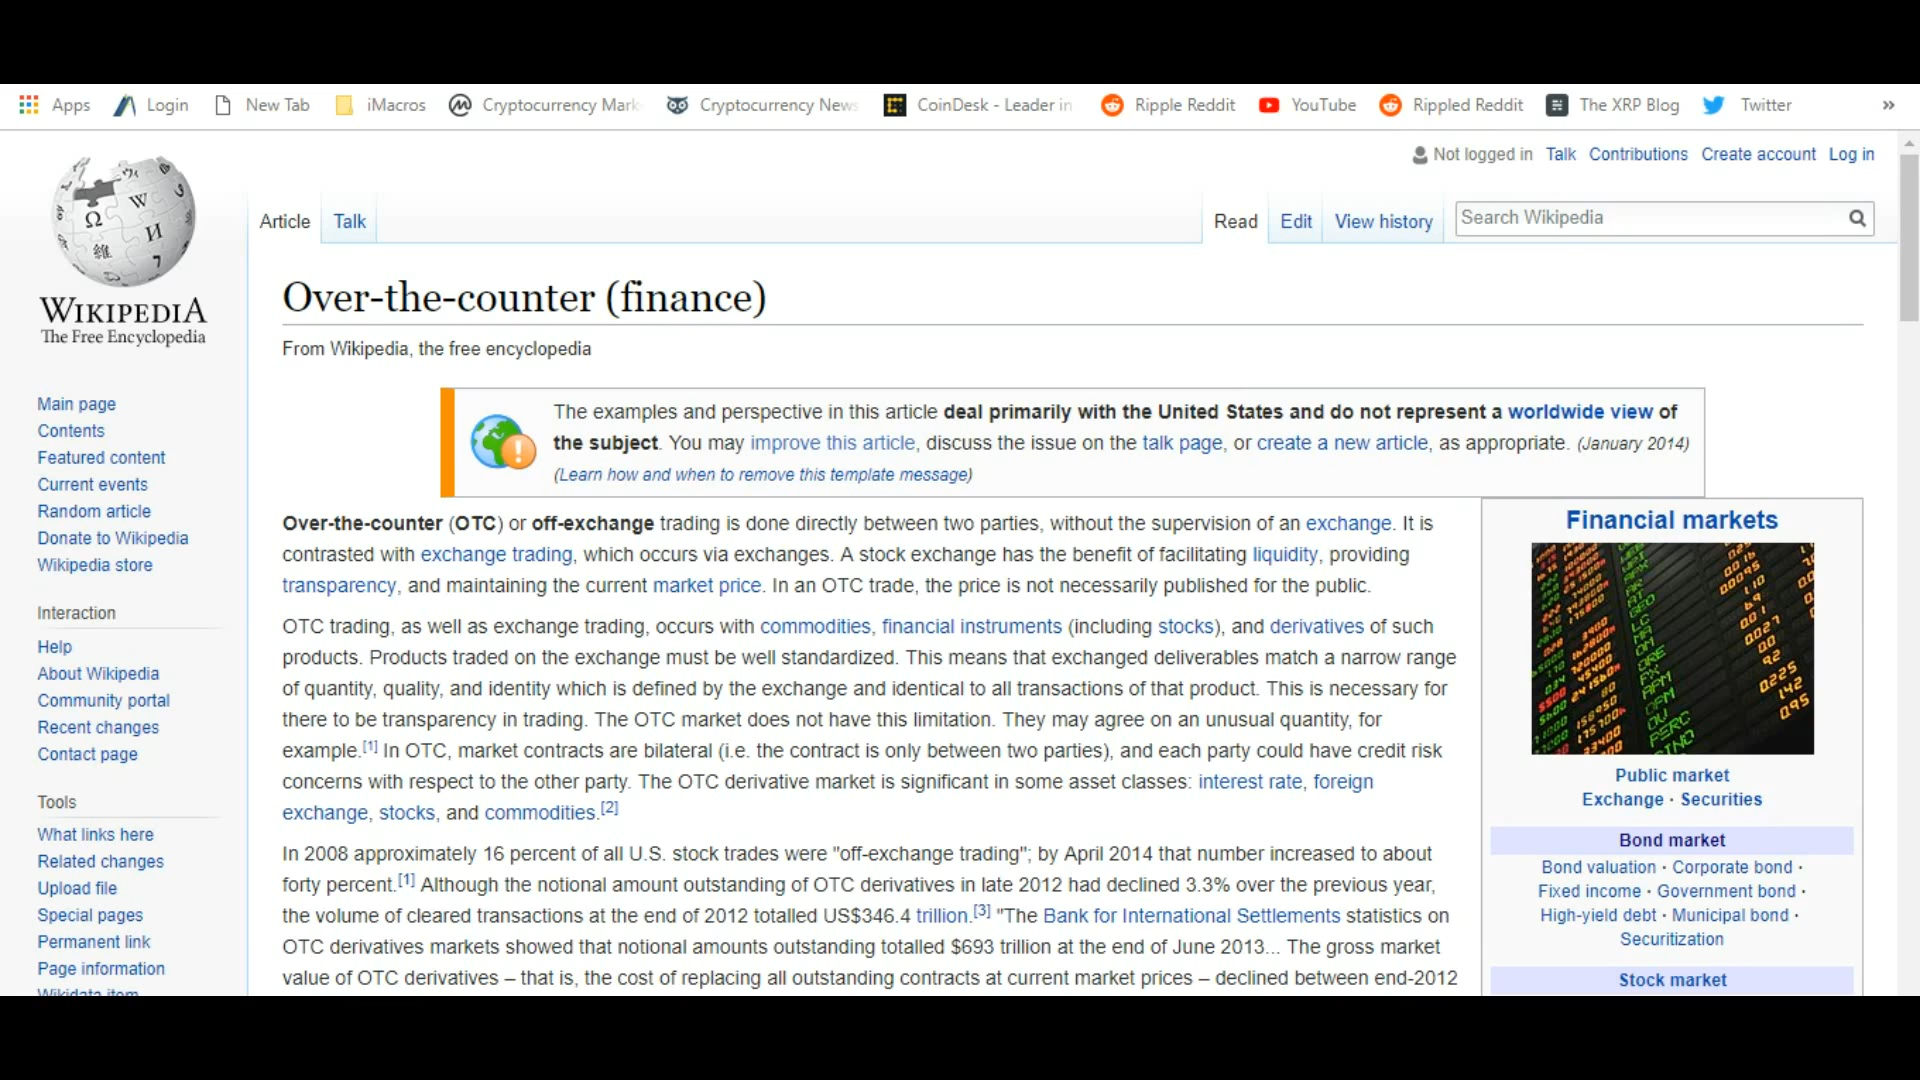 Apps Login New Tab iMacros Cryptocurrency Mark Cryptocurrency News CoinDesk - Leader in Ripple Reddit YouTube Rippled Reddit The XRP Blog Twitter »
Not logged in Talk Contributions Create account Log in
Article Talk Read Edit View history Search Wikipedia
WIKIPEDIA
The Free Encyclopedia
Main page
Contents
Featured content
Current events
Random article
Donate to Wikipedia
Wikipedia store
Interaction
Help
About Wikipedia
Community portal
Recent changes
Contact page
Tools
What links here
Related changes
Upload file
Special pages
Permanent link
Page information
Wikidata item
Over-the-counter (finance)
From Wikipedia, the free encyclopedia
The examples and perspective in this article deal primarily with the United States and do not represent a worldwide view of
the subject. You may improve this article, discuss the issue on the talk page, or create a new article, as appropriate. (January 2014)
(Learn how and when to remove this template message)
Over-the-counter (OTC) or off-exchange trading is done directly between two parties, without the supervision of an exchange. It is
contrasted with exchange trading, which occurs via exchanges. A stock exchange has the benefit of facilitating liquidity, providing
transparency, and maintaining the current market price. In an OTC trade, the price is not necessarily published for the public.
OTC trading, as well as exchange trading, occurs with commodities, financial instruments (including stocks), and derivatives of such
products. Products traded on the exchange must be well standardized. This means that exchanged deliverables match a narrow range
of quantity, quality, and identity which is defined by the exchange and identical to all transactions of that product. This is necessary for
there to be transparency in trading. The OTC market does not have this limitation. They may agree on an unusual quantity, for
example.[1] In OTC, market contracts are bilateral (i.e. the contract is only between two parties), and each party could have credit risk
concerns with respect to the other party. The OTC derivative market is significant in some asset classes: interest rate, foreign
exchange, stocks, and commodities.[2]
In 2008 approximately 16 percent of all U.S. stock trades were "off-exchange trading"; by April 2014 that number increased to about
forty percent.[1] Although the notional amount outstanding of OTC derivatives in late 2012 had declined 3.3% over the previous year,
the volume of cleared transactions at the end of 2012 totalled US$346.4 trillion.[3] "The Bank for International Settlements statistics on
OTC derivatives markets showed that notional amounts outstanding totalled $693 trillion at the end of June 2013... The gross market
value of OTC derivatives – that is, the cost of replacing all outstanding contracts at current market prices – declined between end-2012
Financial markets
Public market
Exchange · Securities
Bond market
Bond valuation · Corporate bond ·
Fixed income · Government bond ·
High-yield debt · Municipal bond ·
Securitization
Stock market